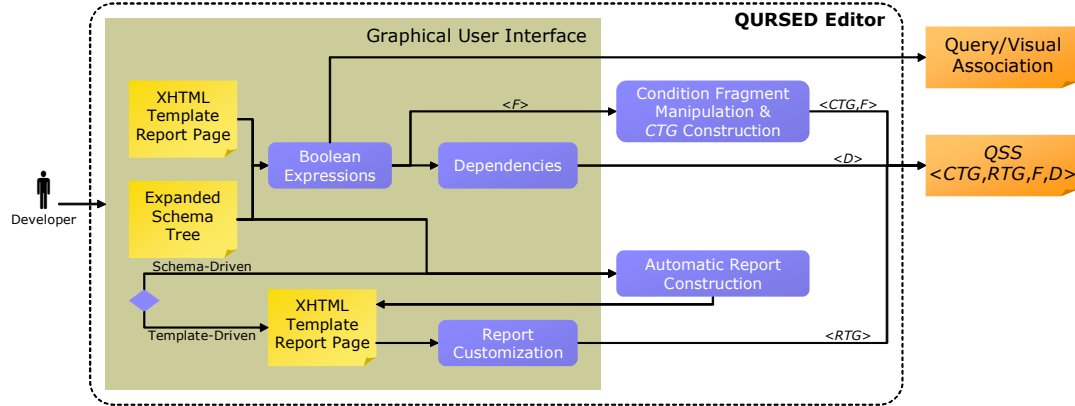 QURSED Editor
Graphical User Interface
Query/Visual
Association
XHTML
Template
Report Page
<F>
Condition Fragment
Manipulation &
CTG Construction
<CTG,F>
Boolean
Expressions
Dependencies
<D>
QSS
<CTG,RTG,F,D>
Developer
Expanded
Schema
Tree
Schema-Driven
Automatic Report
Construction
XHTML
Template
Report Page
Template-Driven
Report
Customization
<RTG>